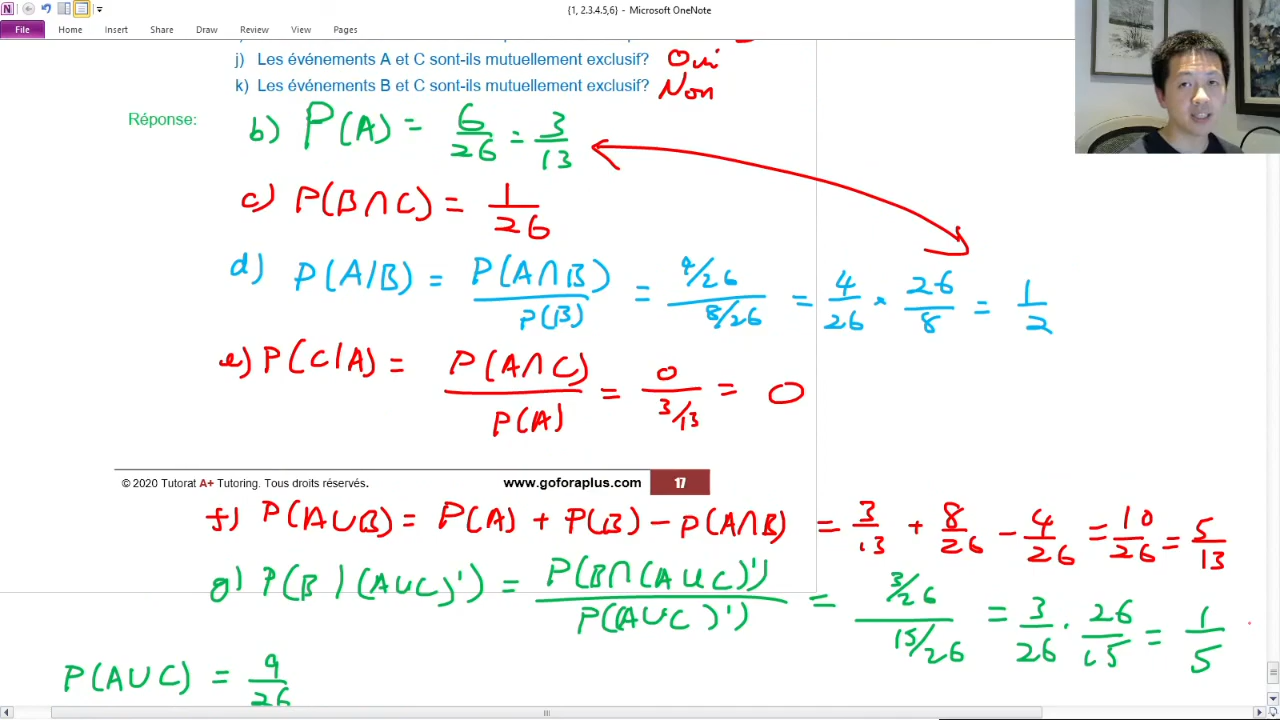 {1, 2.3.4.5,6} - Microsoft OneNote
File Home Insert Share Draw Review View Pages
j) Les événements A et C sont-ils mutuellement exclusif? Oui
k) Les événements B et C sont-ils mutuellement exclusif? Non
Réponse:
b) P(A) = 6/26 = 3/13
c) P(B∩C) = 1/26
d) P(A|B) = P(A∩B)/P(B) = 4/26 / 8/26 = 4/26 · 26/8 = 1/2
e) P(C|A) = P(A∩C)/P(A) = 0 / 3/13 = 0
© 2020 Tutorat A+ Tutoring. Tous droits réservés. www.goforaplus.com 17
f) P(A∪B) = P(A) + P(B) - P(A∩B) = 3/13 + 8/26 - 4/26 = 10/26 = 5/13
g) P(B | (A∪C)') = P(B∩(A∪C)')/P((A∪C)') = 3/26 / 15/26 = 3/26 · 26/15 = 1/5
P(A∪C) = 9/26